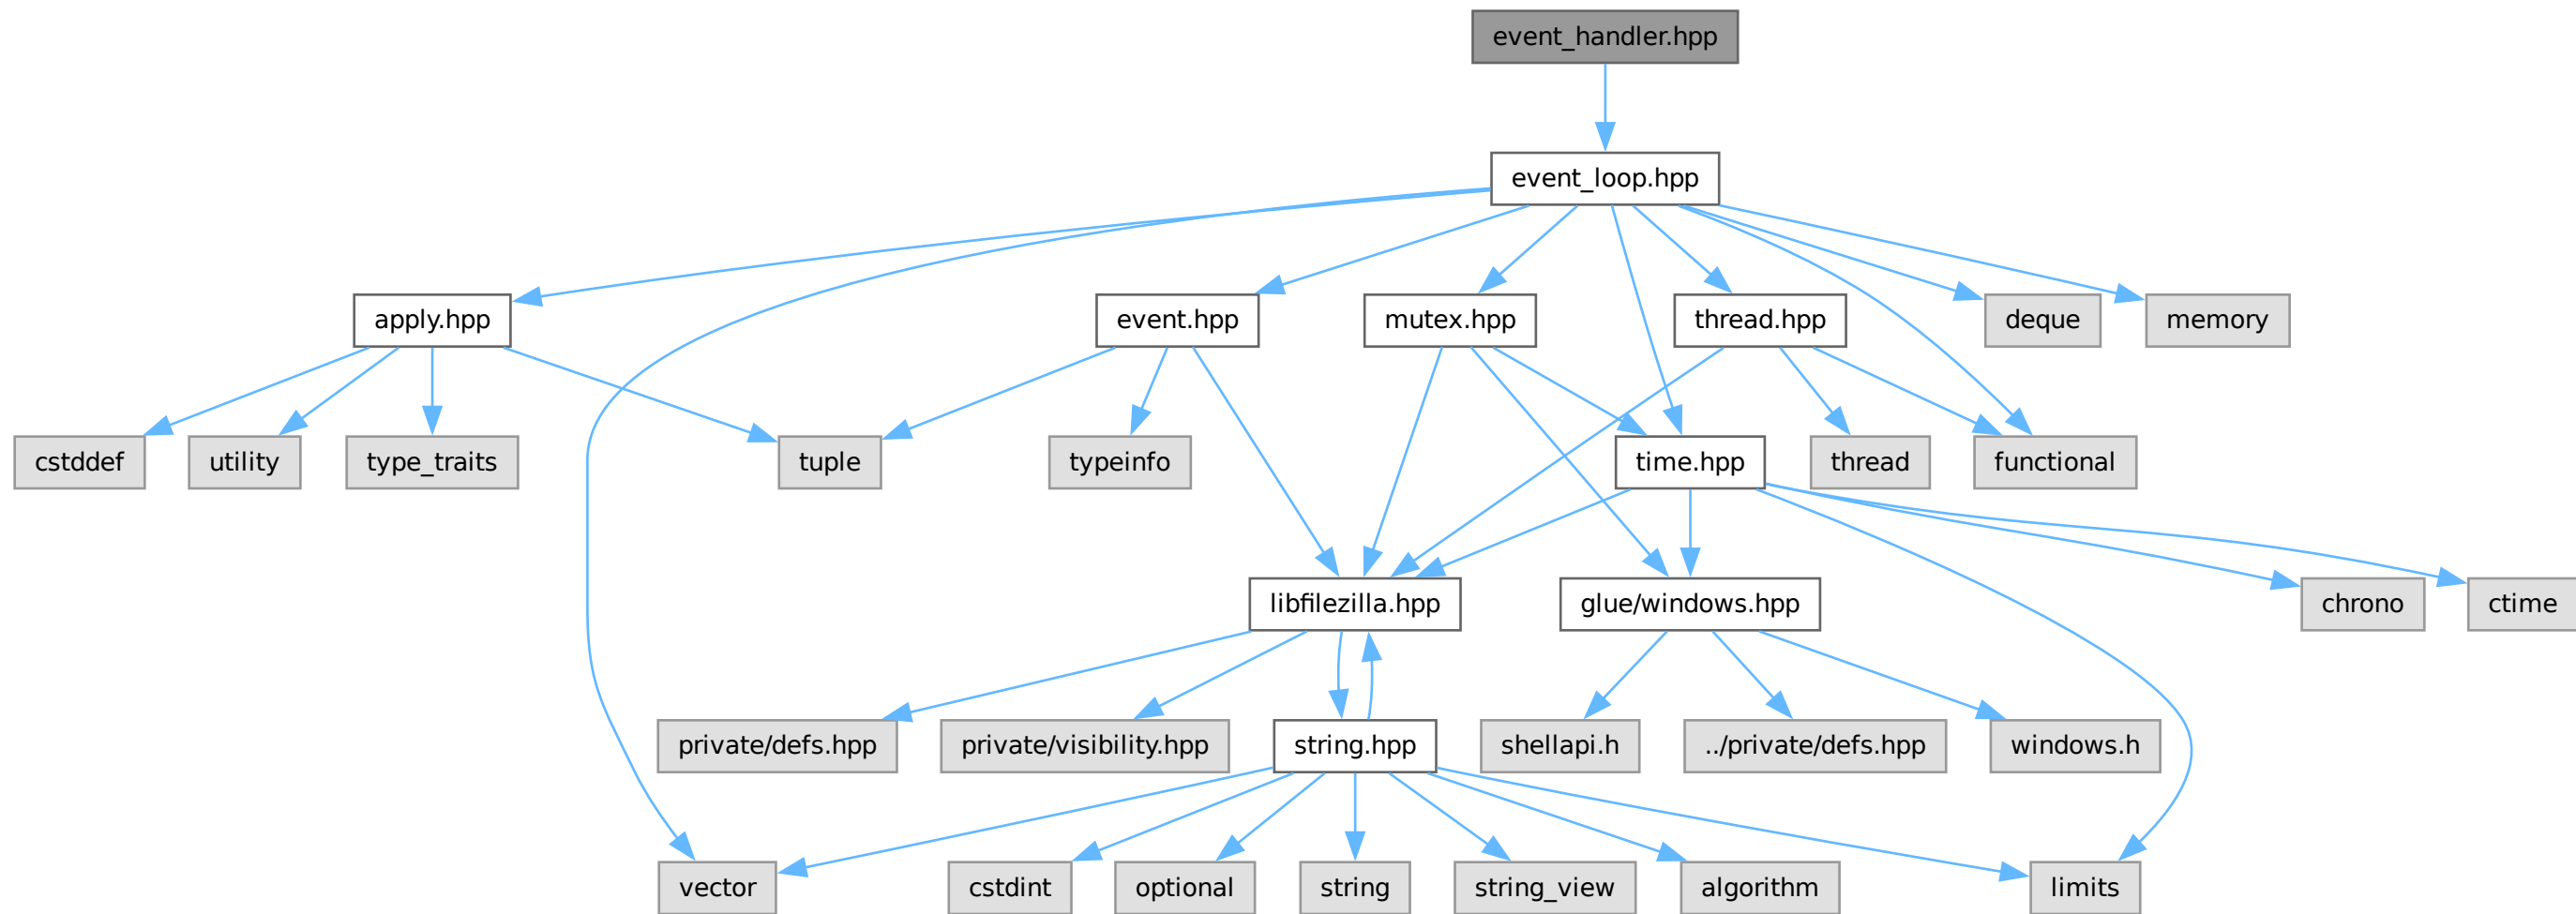 event_handler.hpp
event_loop.hpp
apply.hpp
event.hpp
mutex.hpp
thread.hpp
deque
memory
cstddef
utility
type_traits
tuple
typeinfo
time.hpp
thread
functional
libfilezilla.hpp
glue/windows.hpp
chrono
ctime
private/defs.hpp
private/visibility.hpp
string.hpp
shellapi.h
../private/defs.hpp
windows.h
vector
cstdint
optional
string
string_view
algorithm
limits